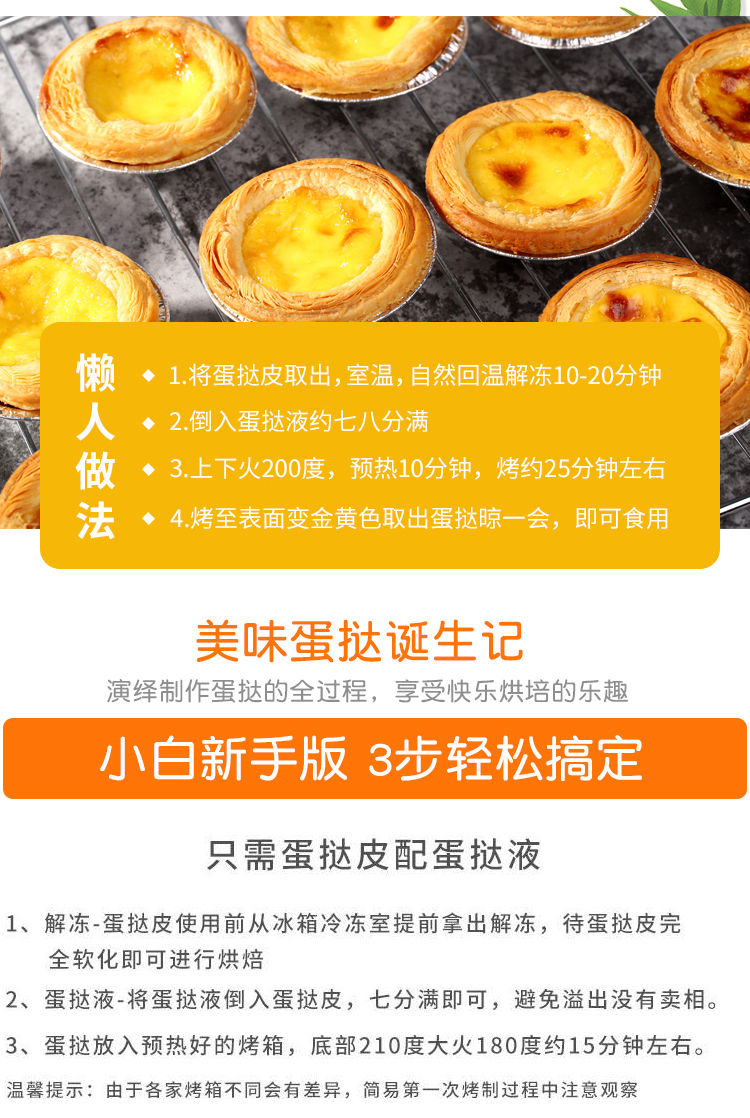 懒人做法
◆ 1.将蛋挞皮取出，室温，自然回温解冻10-20分钟
◆ 2.倒入蛋挞液约七八分满
◆ 3.上下火200度，预热10分钟，烤约25分钟左右
◆ 4.烤至表面变金黄色取出蛋挞晾一会，即可食用
美味蛋挞诞生记
演绎制作蛋挞的全过程，享受快乐烘培的乐趣
小白新手版 3步轻松搞定
只需蛋挞皮配蛋挞液
1、解冻-蛋挞皮使用前从冰箱冷冻室提前拿出解冻，待蛋挞皮完
全软化即可进行烘焙
2、蛋挞液-将蛋挞液倒入蛋挞皮，七分满即可，避免溢出没有卖相。
3、蛋挞放入预热好的烤箱，底部210度大火180度约15分钟左右。
温馨提示：由于各家烤箱不同会有差异，简易第一次烤制过程中注意观察